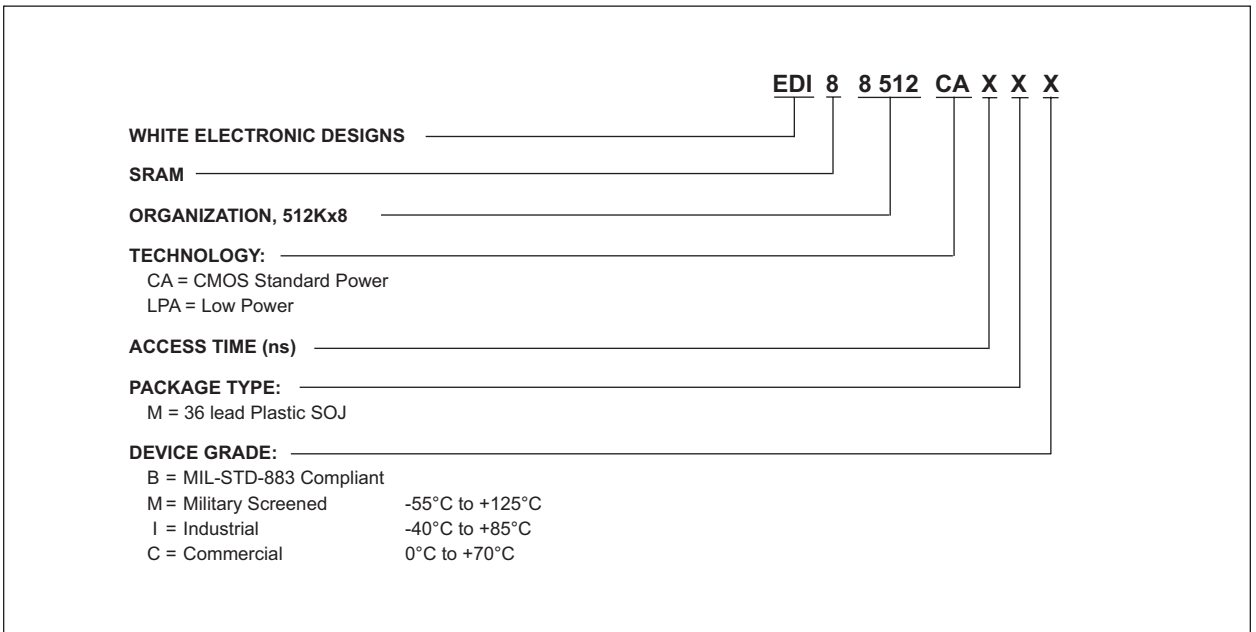 EDI 8 8 512 CA X X X
WHITE ELECTRONIC DESIGNS
SRAM
ORGANIZATION, 512Kx8
TECHNOLOGY:
CA = CMOS Standard Power
LPA = Low Power
ACCESS TIME (ns)
PACKAGE TYPE:
M = 36 lead Plastic SOJ
DEVICE GRADE:
B = MIL-STD-883 Compliant
M = Military Screened -55°C to +125°C
I = Industrial -40°C to +85°C
C = Commercial 0°C to +70°C